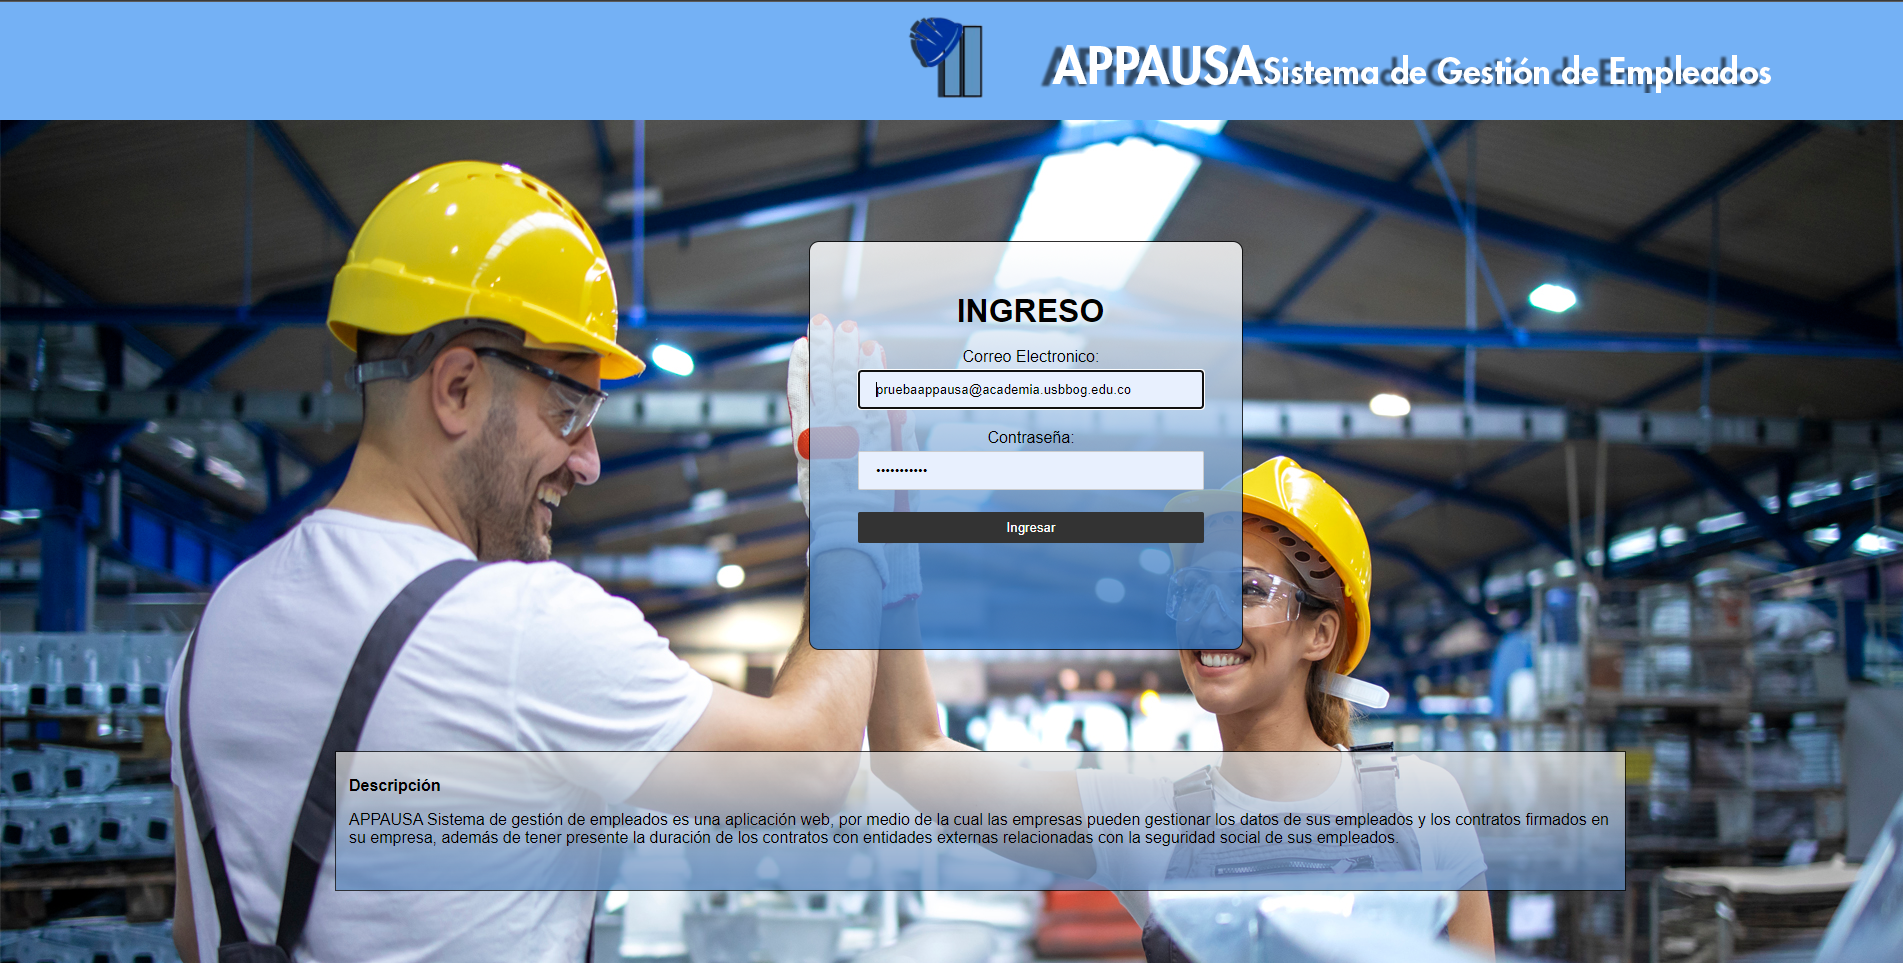 APPAUSA Sistema de Gestión de Empleados
INGRESO
Correo Electronico:
pruebaappausa@academia.usbbog.edu.co
Contraseña:
•••••••••••
Ingresar
Descripción
APPAUSA Sistema de gestión de empleados es una aplicación web, por medio de la cual las empresas pueden gestionar los datos de sus empleados y los contratos firmados en
su empresa, además de tener presente la duración de los contratos con entidades externas relacionadas con la seguridad social de sus empleados.